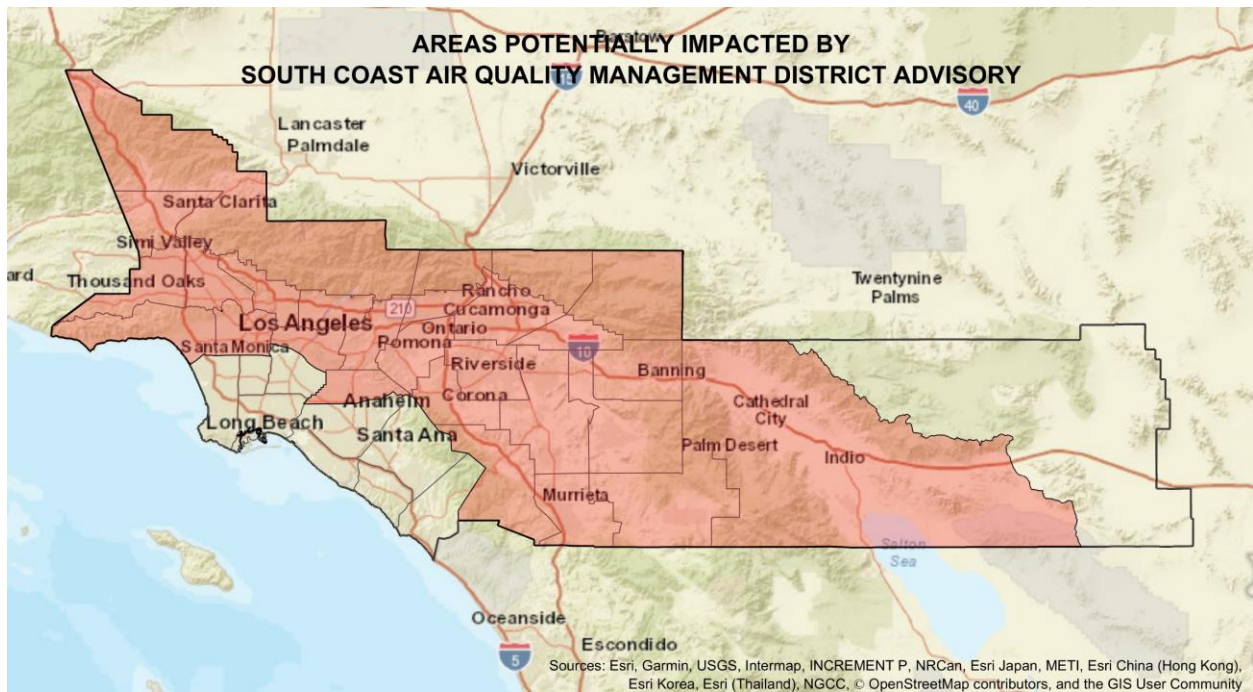 AREAS POTENTIALLY IMPACTED BY
Barstow
SOUTH COAST AIR QUALITY MANAGEMENT DISTRICT ADVISORY
15
40
Lancaster
Palmdale
Victorville
Santa Clarita
Simi Valley
ard
Thousand Oaks
Twentynine
Palms
Rancho
Cucamonga
210
Los Angeles
Ontario
Santa Monica
Pomona
10
Riverside
Banning
Corona
Anaheim
Cathedral
City
Long Beach
Santa Ana
Palm Desert
Indio
Murrieta
Salton
Sea
Oceanside
Escondido
5
Sources: Esri, Garmin, USGS, Intermap, INCREMENT P, NRCan, Esri Japan, METI, Esri China (Hong Kong),
Esri Korea, Esri (Thailand), NGCC, © OpenStreetMap contributors, and the GIS User Community